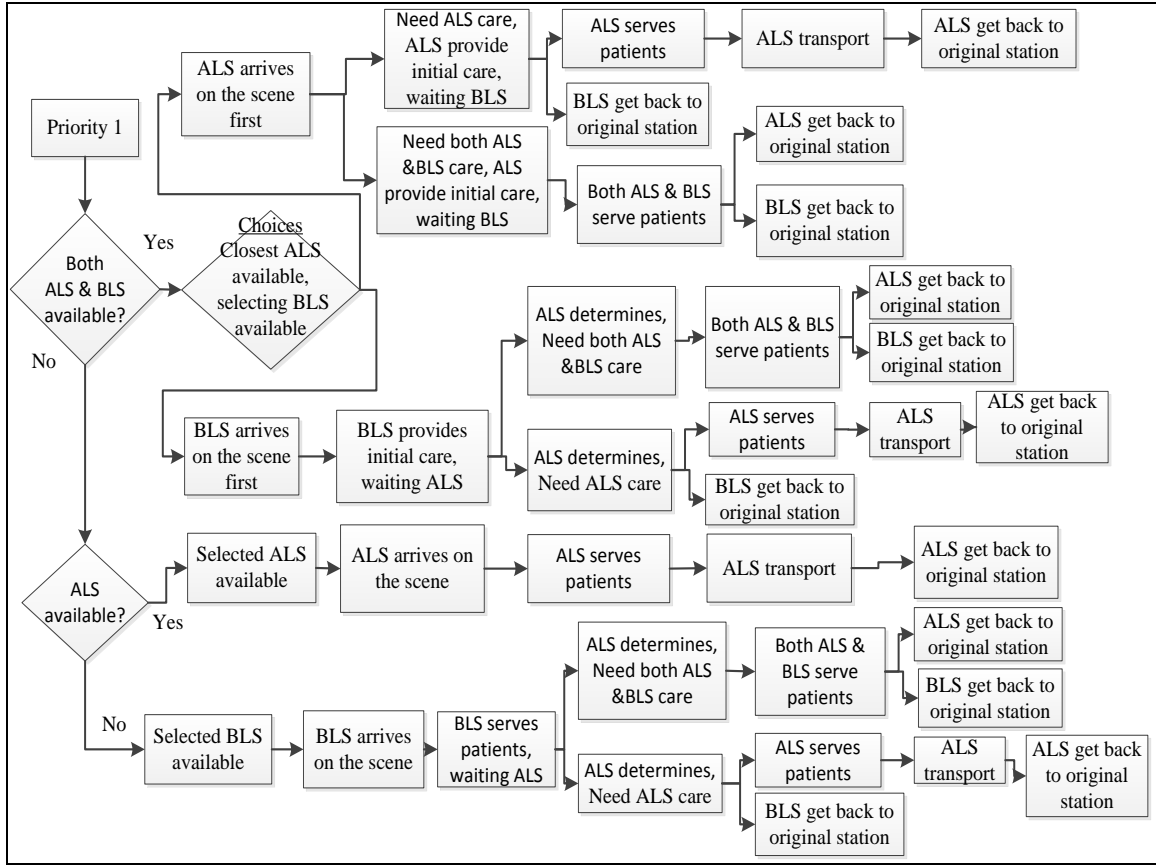 Priority 1
Both
ALS & BLS
available?
Yes
No
Choices
Closest ALS
available,
selecting BLS
available
ALS arrives
on the scene
first
Need ALS care,
ALS provide
initial care,
waiting BLS
ALS serves
patients
ALS transport
ALS get back to
original station
BLS get back to
original station
Need both ALS
&BLS care, ALS
provide initial care,
waiting BLS
Both ALS & BLS
serve patients
ALS get back to
original station
BLS get back to
original station
BLS arrives
on the scene
first
BLS provides
initial care,
waiting ALS
ALS determines,
Need both ALS
&BLS care
Both ALS & BLS
serve patients
ALS get back to
original station
BLS get back to
original station
ALS determines,
Need ALS care
ALS serves
patients
ALS
transport
ALS get back
to original
station
BLS get back to
original station
ALS
available?
Yes
No
Selected ALS
available
ALS arrives on
the scene
ALS serves
patients
ALS transport
ALS get back to
original station
Selected BLS
available
BLS arrives
on the scene
BLS serves
patients,
waiting ALS
ALS determines,
Need both ALS
&BLS care
Both ALS &
BLS serve
patients
ALS get back to
original station
BLS get back to
original station
ALS determines,
Need ALS care
ALS serves
patients
ALS
transport
ALS get back
to original
station
BLS get back to
original station